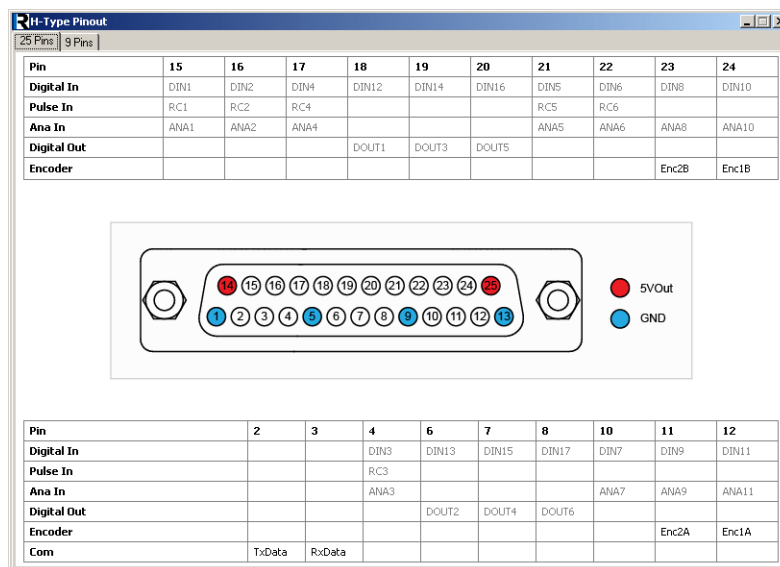 H-Type Pinout
25 Pins 9 Pins
Pin 15 16 17 18 19 20 21 22 23 24
Digital In DIN1 DIN2 DIN4 DIN12 DIN14 DIN16 DIN5 DIN6 DIN8 DIN10
Pulse In RC1 RC2 RC4 RC5 RC6
Ana In ANA1 ANA2 ANA4 ANA5 ANA6 ANA8 ANA10
Digital Out DOUT1 DOUT3 DOUT5
Encoder Enc2B Enc1B
14 15 16 17 18 19 20 21 22 23 24 25 5VOut
1 2 3 4 5 6 7 8 9 10 11 12 13 GND
Pin 2 3 4 6 7 8 10 11 12
Digital In DIN3 DIN13 DIN15 DIN17 DIN7 DIN9 DIN11
Pulse In RC3
Ana In ANA3 ANA7 ANA9 ANA11
Digital Out DOUT2 DOUT4 DOUT6
Encoder Enc2A Enc1A
Com TxData RxData